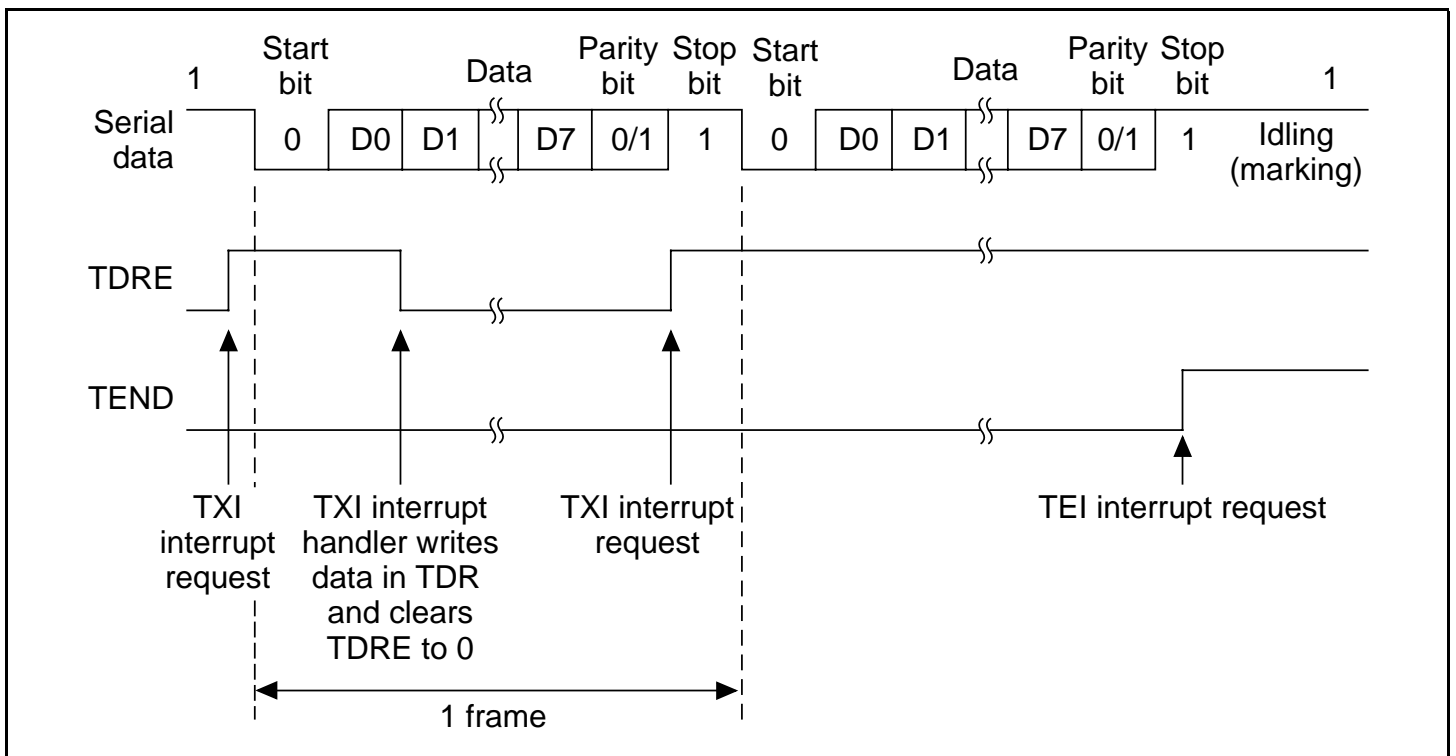 Start bit
Data
Parity bit
Stop bit
Start bit
Data
Parity bit
Stop bit
1
1
Serial data
0 D0 D1 D7 0/1 1 0 D0 D1 D7 0/1 1 Idling (marking)
TDRE
TEND
TXI
interrupt
request
TXI interrupt
handler writes
data in TDR
and clears
TDRE to 0
TXI interrupt
request
TEI interrupt request
1 frame